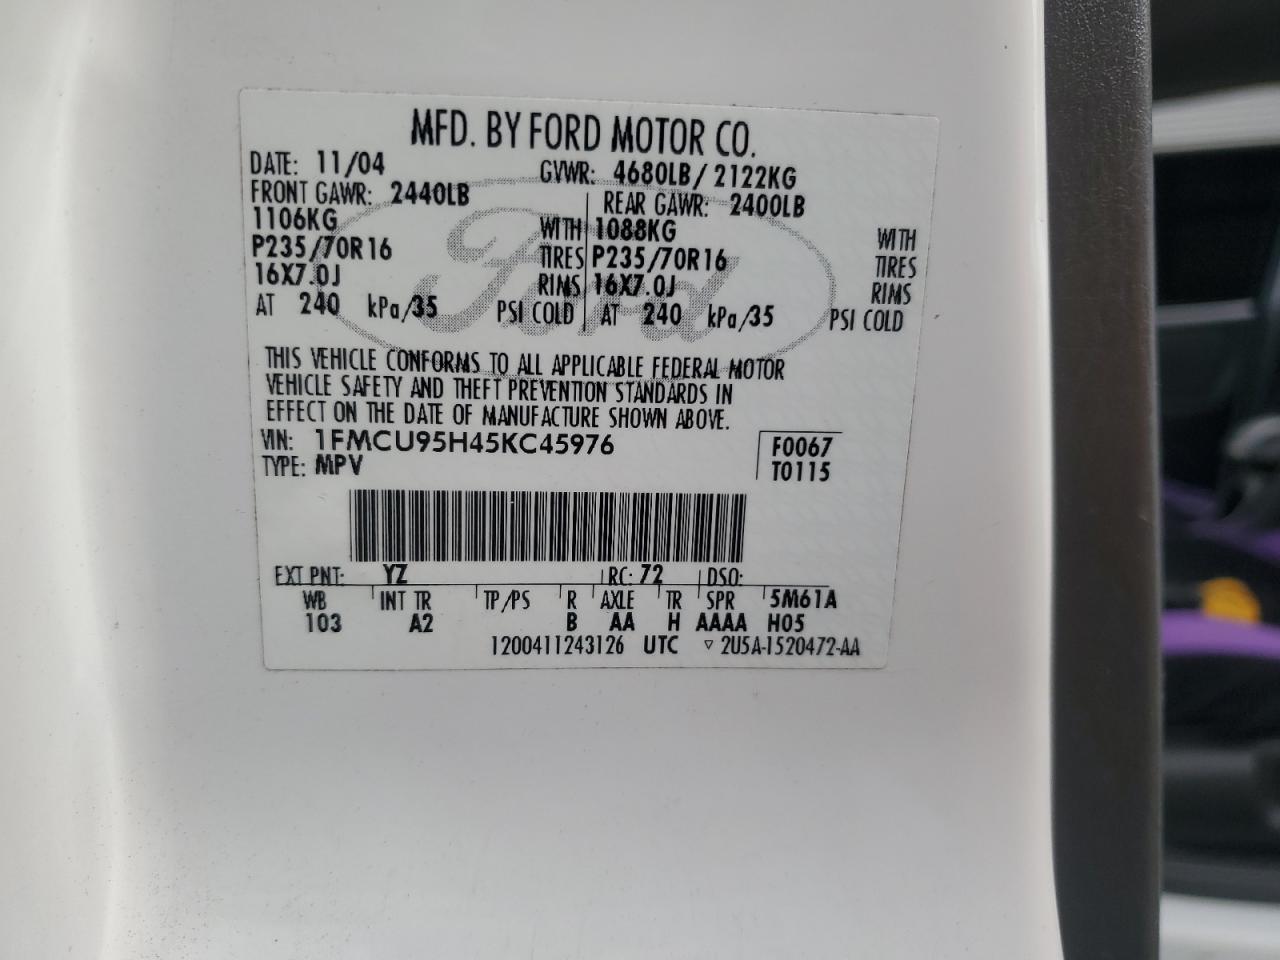 MFD. BY FORD MOTOR CO.
DATE: 11/04 GVWR: 4680LB/ 2122KG
FRONT GAWR: 2440LB REAR GAWR: 2400LB
1106KG WITH 1088KG WITH
P235/70R16 TIRES P235/70R16 TIRES
16X7.0J RIMS 16X7.0J RIMS
AT 240 kPa/35 PSI COLD AT 240 kPa/35 PSI COLD
Ford
THIS VEHICLE CONFORMS TO ALL APPLICABLE FEDERAL MOTOR
VEHICLE SAFETY AND THEFT PREVENTION STANDARDS IN
EFFECT ON THE DATE OF MANUFACTURE SHOWN ABOVE.
VIN: 1FMCU95H45KC45976 F0067
TYPE: MPV T0115
EXT PNT: YZ RC: 72 DSO:
WB INT TR TP/PS R AXLE TR SPR 5M61A
103 A2 B AA H AAAA H05
1200411243126 UTC ▽ 2U5A-1520472-AA